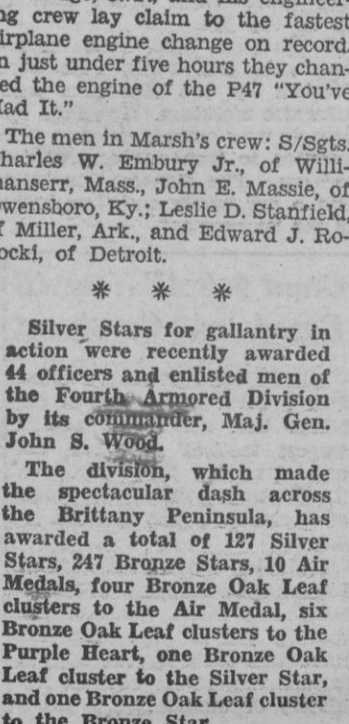 ng crew lay claim to the fastest
irplane engine change on record.
n just under five hours they chan-
ed the engine of the P47 "You've
Had It."
The men in Marsh's crew: S/Sgts.
harles W. Embury Jr., of Willi-
manserr, Mass., John E. Massie, of
wensboro, Ky.; Leslie D. Stanfield,
f Miller, Ark., and Edward J. Ro-
ocki, of Detroit.
* * *
Silver Stars for gallantry in
action were recently awarded
44 officers and enlisted men of
the Fourth Armored Division
by its commander, Maj. Gen.
John S. Wood.
The division, which made
the spectacular dash across
the Brittany Peninsula, has
awarded a total of 127 Silver
Stars, 247 Bronze Stars, 10 Air
Medals, four Bronze Oak Leaf
clusters to the Air Medal, six
Bronze Oak Leaf clusters to the
Purple Heart, one Bronze Oak
Leaf cluster to the Silver Star,
and one Bronze Oak Leaf cluster
to the Bronze Star.